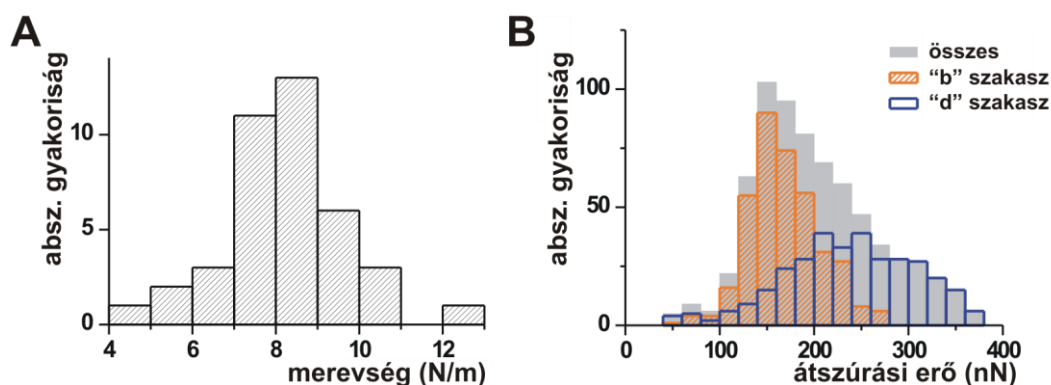 A
absz. gyakoriság
10
5
0
4
6
8
10
12
merevség (N/m)
B
absz. gyakoriság
100
50
0
0
100
200
300
400
átszúrási erő (nN)
összes
“b” szakasz
“d” szakasz